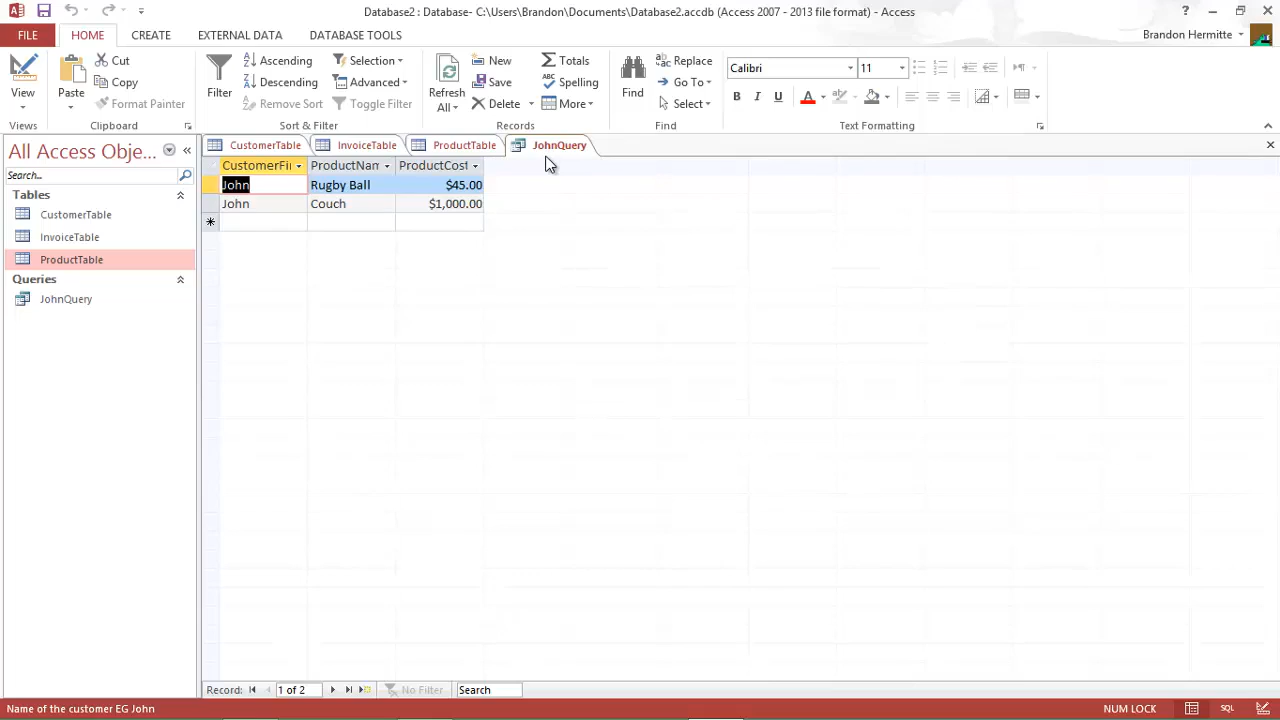 Database2 : Database- C:\Users\Brandon\Documents\Database2.accdb (Access 2007 - 2013 file format) - Access
FILE HOME CREATE EXTERNAL DATA DATABASE TOOLS Brandon Hermitte
View
Views
Paste
Cut
Copy
Format Painter
Clipboard
Filter
Ascending
Descending
Remove Sort
Selection
Advanced
Toggle Filter
Sort & Filter
Refresh
All
New
Save
Delete
Totals
Spelling
More
Records
Find
Replace
Go To
Select
Find
Calibri 11
B I U A
Text Formatting
All Access Obje...
Search...
Tables
CustomerTable
InvoiceTable
ProductTable
Queries
JohnQuery
CustomerTable InvoiceTable ProductTable JohnQuery
CustomerFi ProductNam ProductCost
John Rugby Ball $45.00
John Couch $1,000.00
Record: 1 of 2 No Filter Search
Name of the customer EG John NUM LOCK SQL